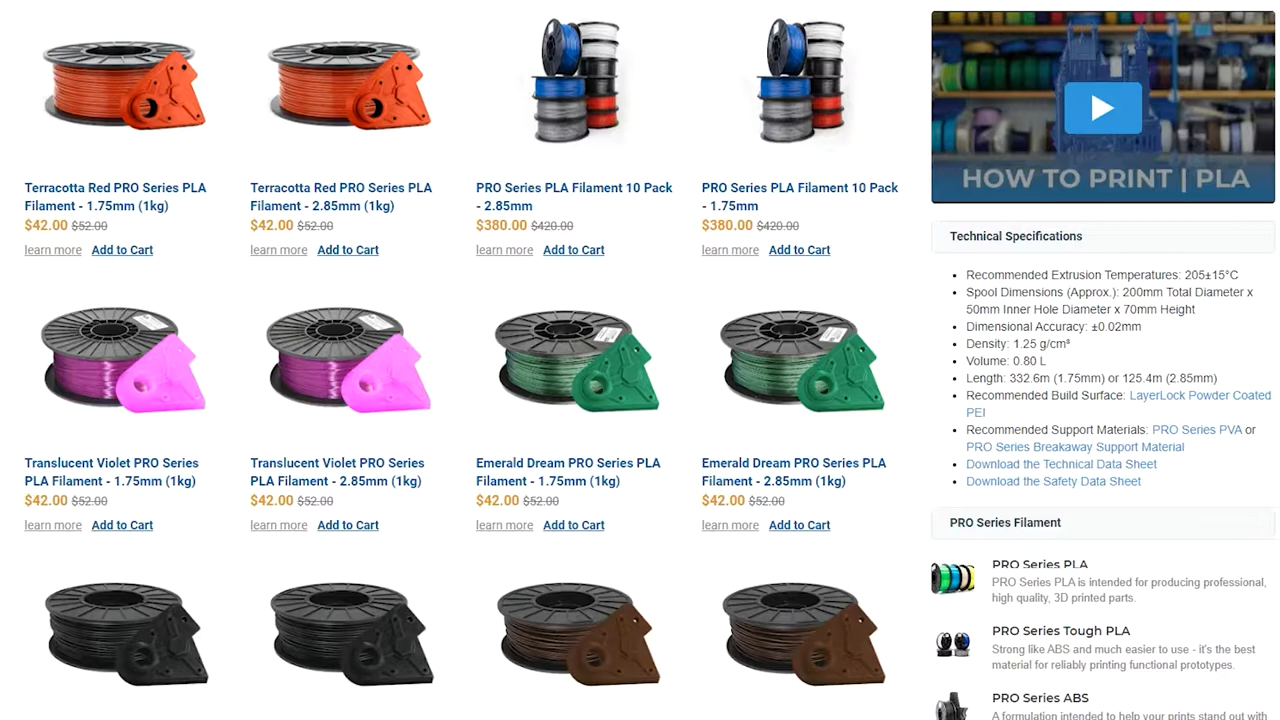 Terracotta Red PRO Series PLA
Filament - 1.75mm (1kg)
$42.00 $52.00
learn more Add to Cart
Terracotta Red PRO Series PLA
Filament - 2.85mm (1kg)
$42.00 $52.00
learn more Add to Cart
PRO Series PLA Filament 10 Pack
- 2.85mm
$380.00 $420.00
learn more Add to Cart
PRO Series PLA Filament 10 Pack
- 1.75mm
$380.00 $420.00
learn more Add to Cart
Translucent Violet PRO Series
PLA Filament - 1.75mm (1kg)
$42.00 $52.00
learn more Add to Cart
Translucent Violet PRO Series
PLA Filament - 2.85mm (1kg)
$42.00 $52.00
learn more Add to Cart
Emerald Dream PRO Series PLA
Filament - 1.75mm (1kg)
$42.00 $52.00
learn more Add to Cart
Emerald Dream PRO Series PLA
Filament - 2.85mm (1kg)
$42.00 $52.00
learn more Add to Cart
HOW TO PRINT | PLA
Technical Specifications
• Recommended Extrusion Temperatures: 205±15°C
• Spool Dimensions (Approx.): 200mm Total Diameter x
50mm Inner Hole Diameter x 70mm Height
• Dimensional Accuracy: ±0.02mm
• Density: 1.25 g/cm³
• Volume: 0.80 L
• Length: 332.6m (1.75mm) or 125.4m (2.85mm)
• Recommended Build Surface: LayerLock Powder Coated
PEI
• Recommended Support Materials: PRO Series PVA or
PRO Series Breakaway Support Material
• Download the Technical Data Sheet
• Download the Safety Data Sheet
PRO Series Filament
PRO Series PLA
PRO Series PLA is intended for producing professional,
high quality, 3D printed parts.
PRO Series Tough PLA
Strong like ABS and much easier to use - it's the best
material for reliably printing functional prototypes.
PRO Series ABS
A formulation intended to help your prints stand out with